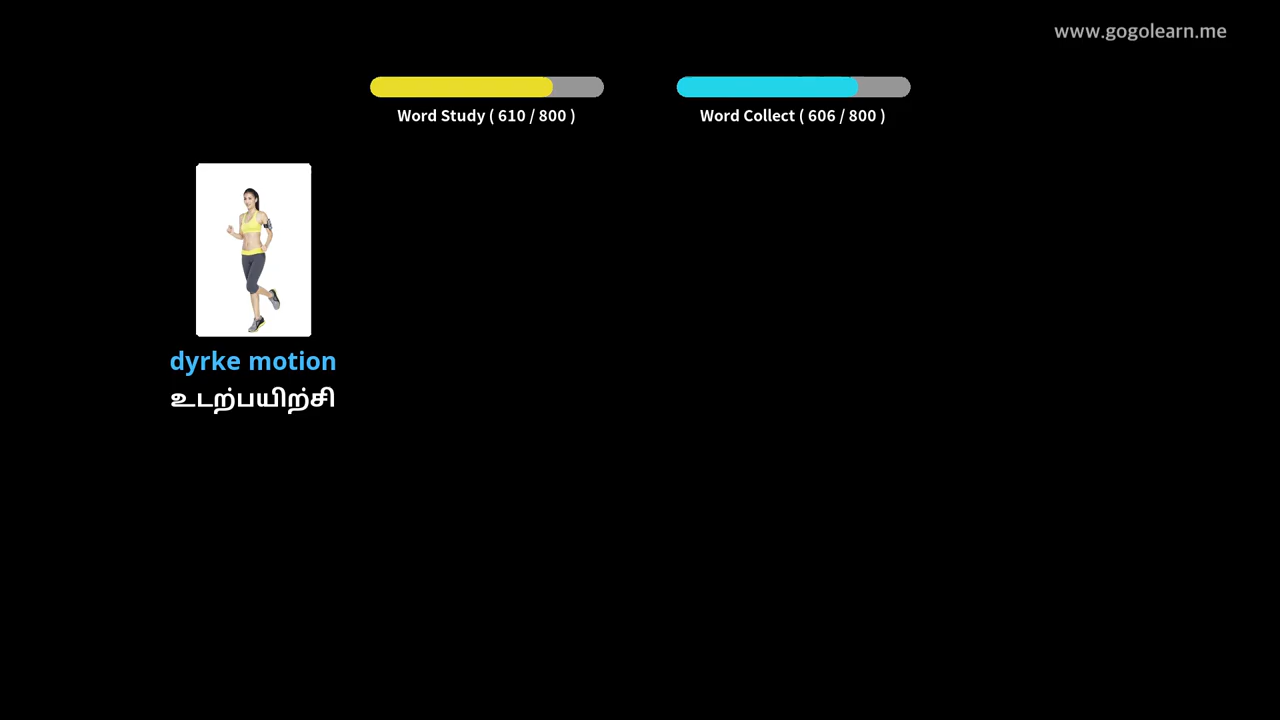 www.gogolearn.me
Word Study ( 610 / 800 )
Word Collect ( 606 / 800 )
dyrke motion
உடற்பயிற்சி